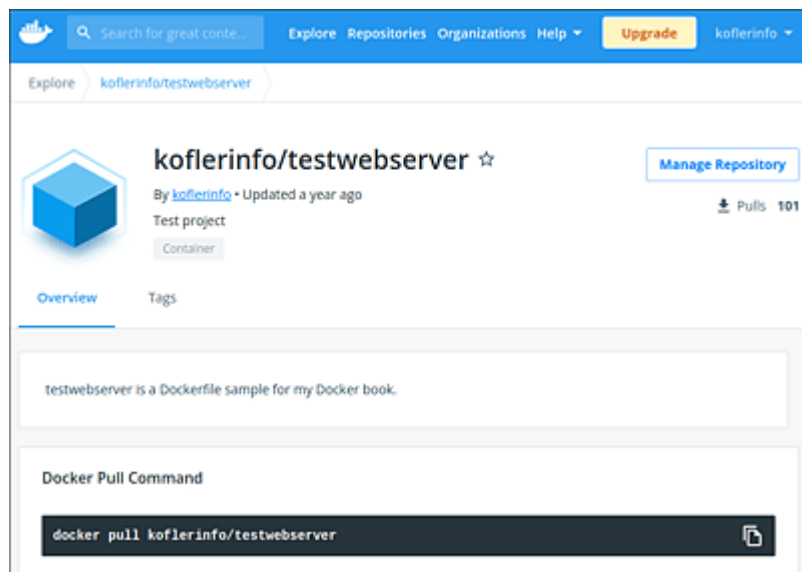 Search for great conte... Explore Repositories Organizations Help Upgrade koflerinfo
Explore koflerinfo/testwebserver
koflerinfo/testwebserver
Manage Repository
By koflerinfo • Updated a year ago
Pulls 101
Test project
Container
Overview Tags
testwebserver is a Dockerfile sample for my Docker book.
Docker Pull Command
docker pull koflerinfo/testwebserver